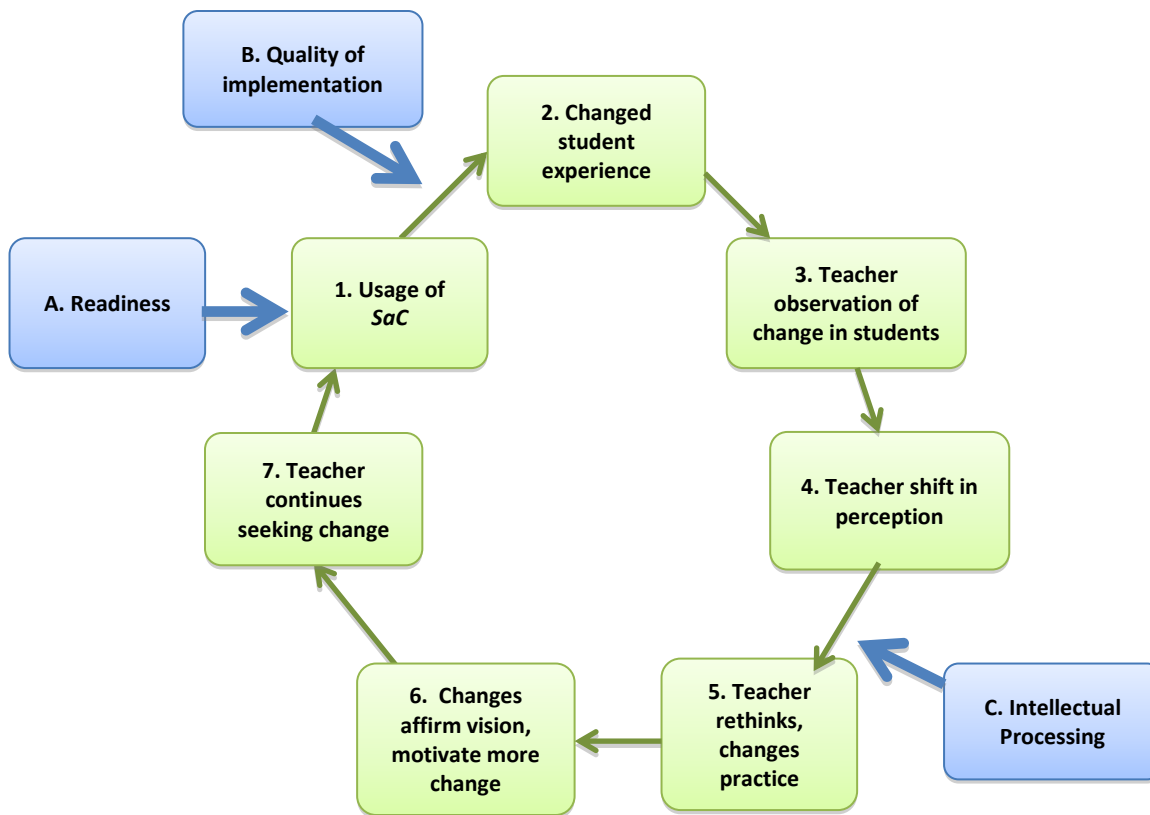 B. Quality of
implementation
2. Changed
student
experience
A. Readiness
1. Usage of
SaC
3. Teacher
observation of
change in students
7. Teacher
continues
seeking change
4. Teacher shift in
perception
6. Changes
affirm vision,
motivate more
change
5. Teacher
rethinks,
changes
practice
C. Intellectual
Processing